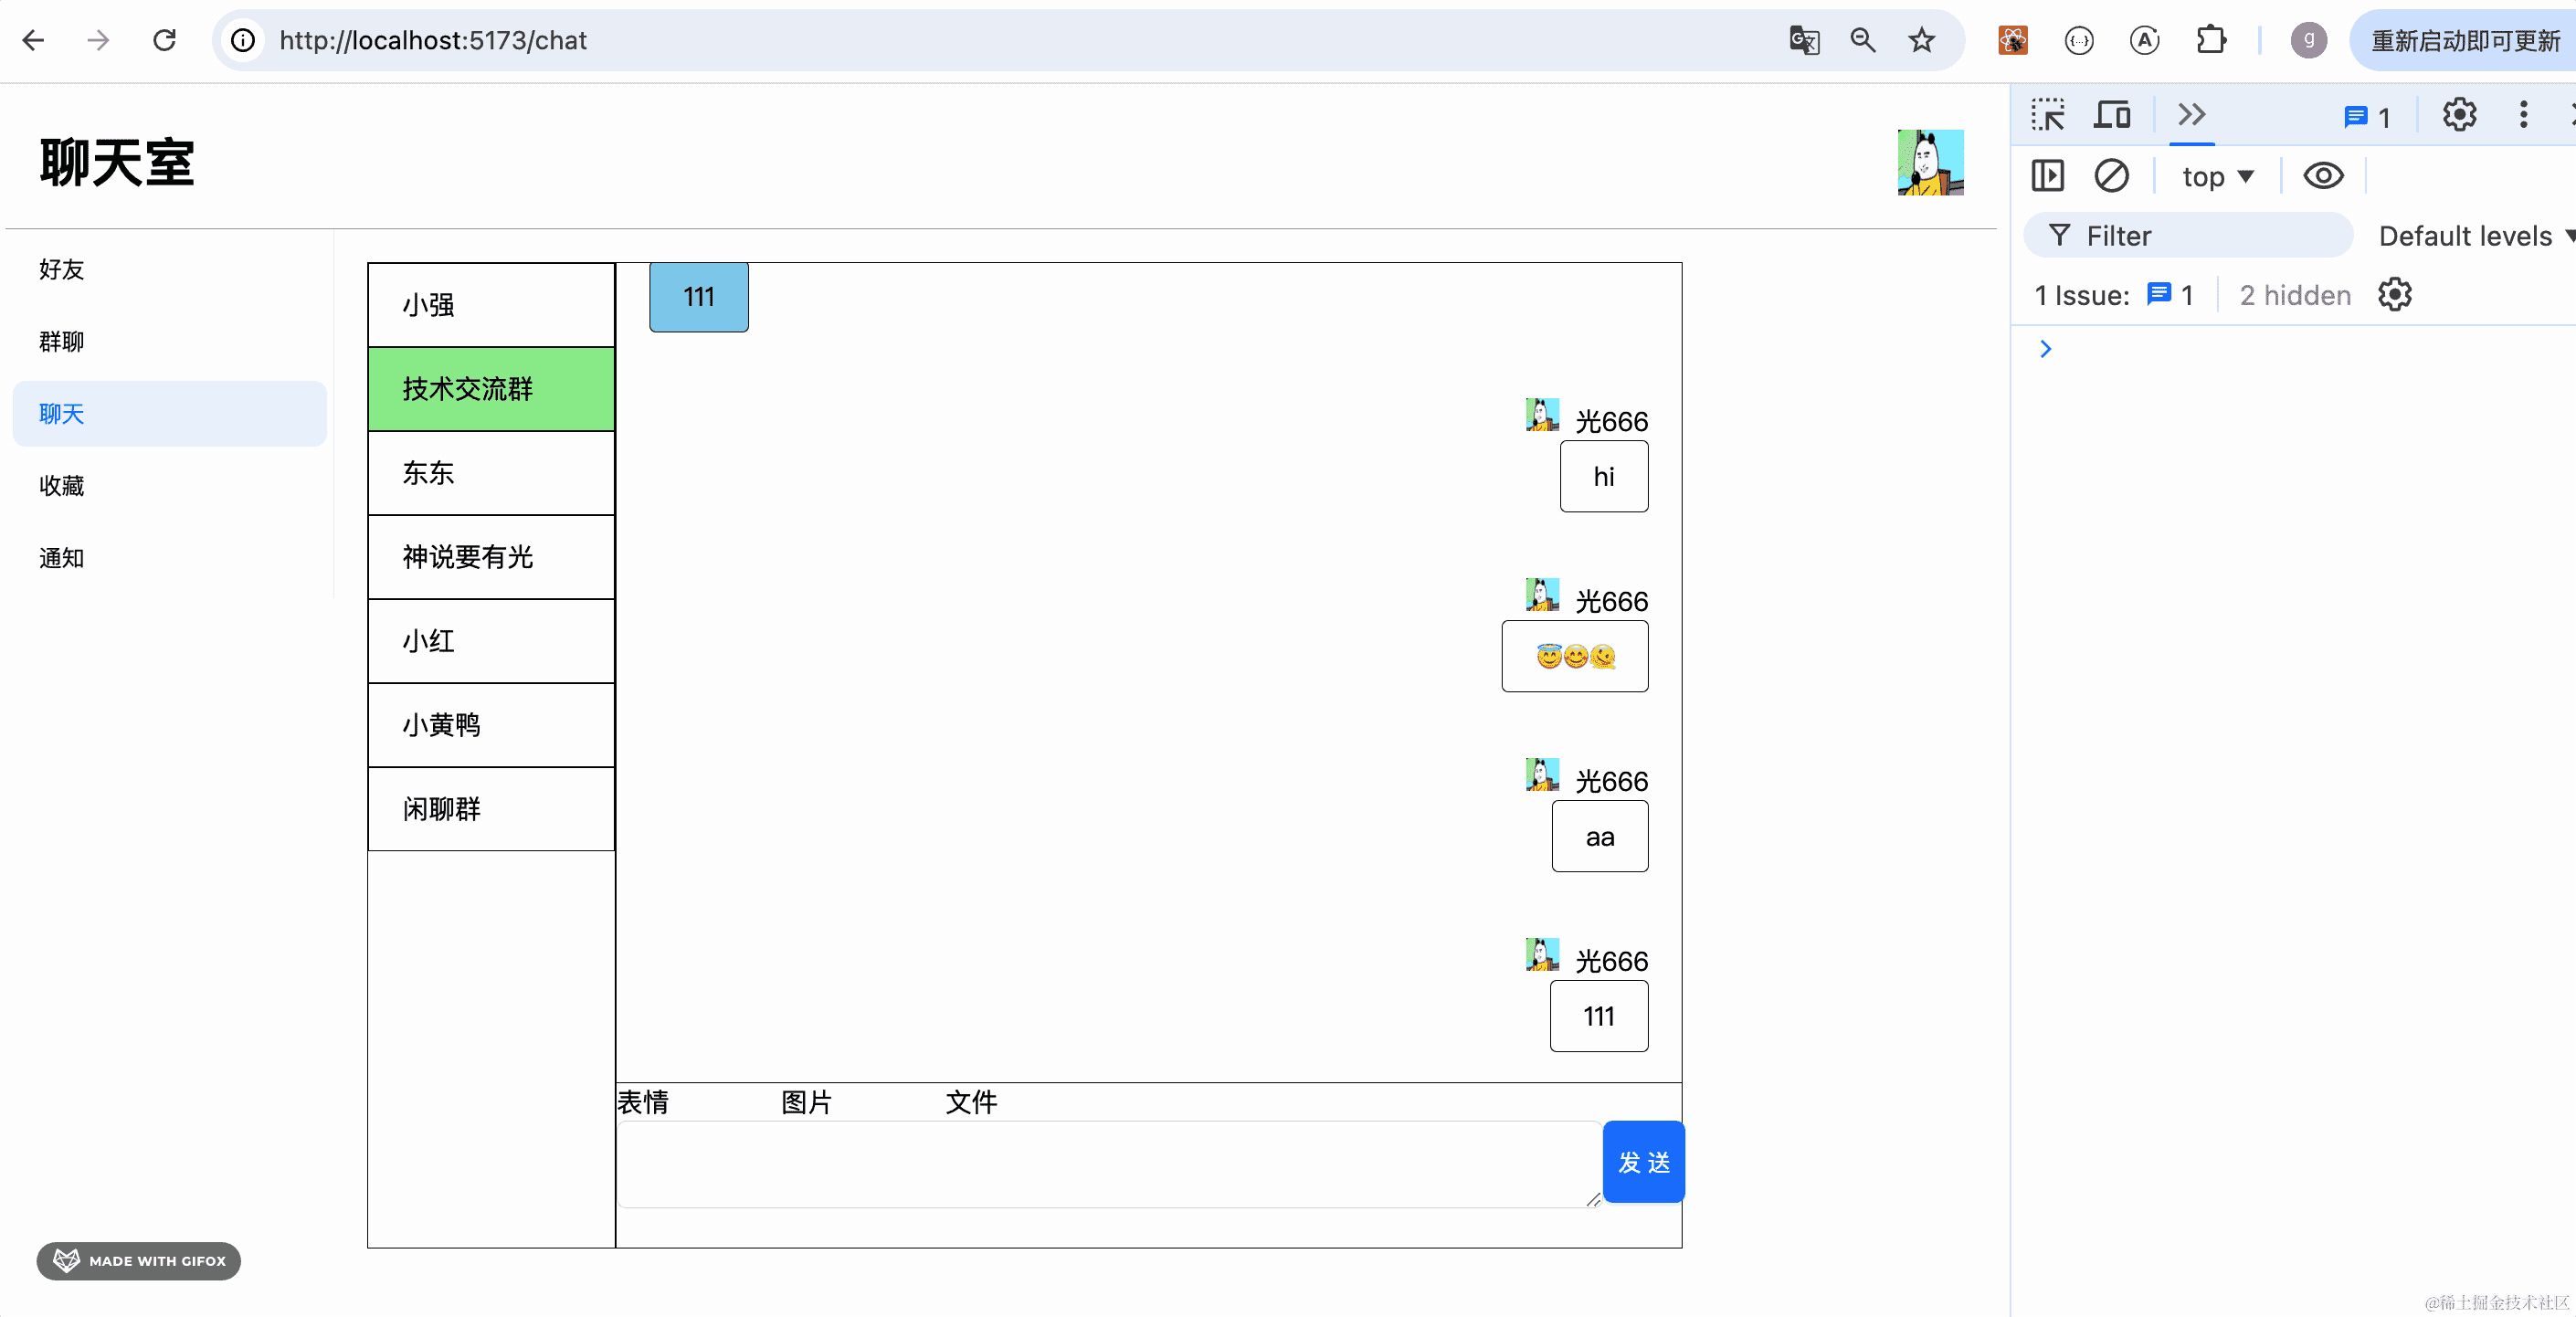 http://localhost:5173/chat
g
重新启动即可更新
聊天室
好友
群聊
聊天
收藏
通知
小强
技术交流群
东东
神说要有光
小红
小黄鸭
闲聊群
111
光666
hi
光666
😇😊🫠
光666
aa
光666
111
表情 图片 文件
发 送
1
top
Filter
Default levels
1 Issue: 1 2 hidden
MADE WITH GIFOX
@稀土掘金技术社区